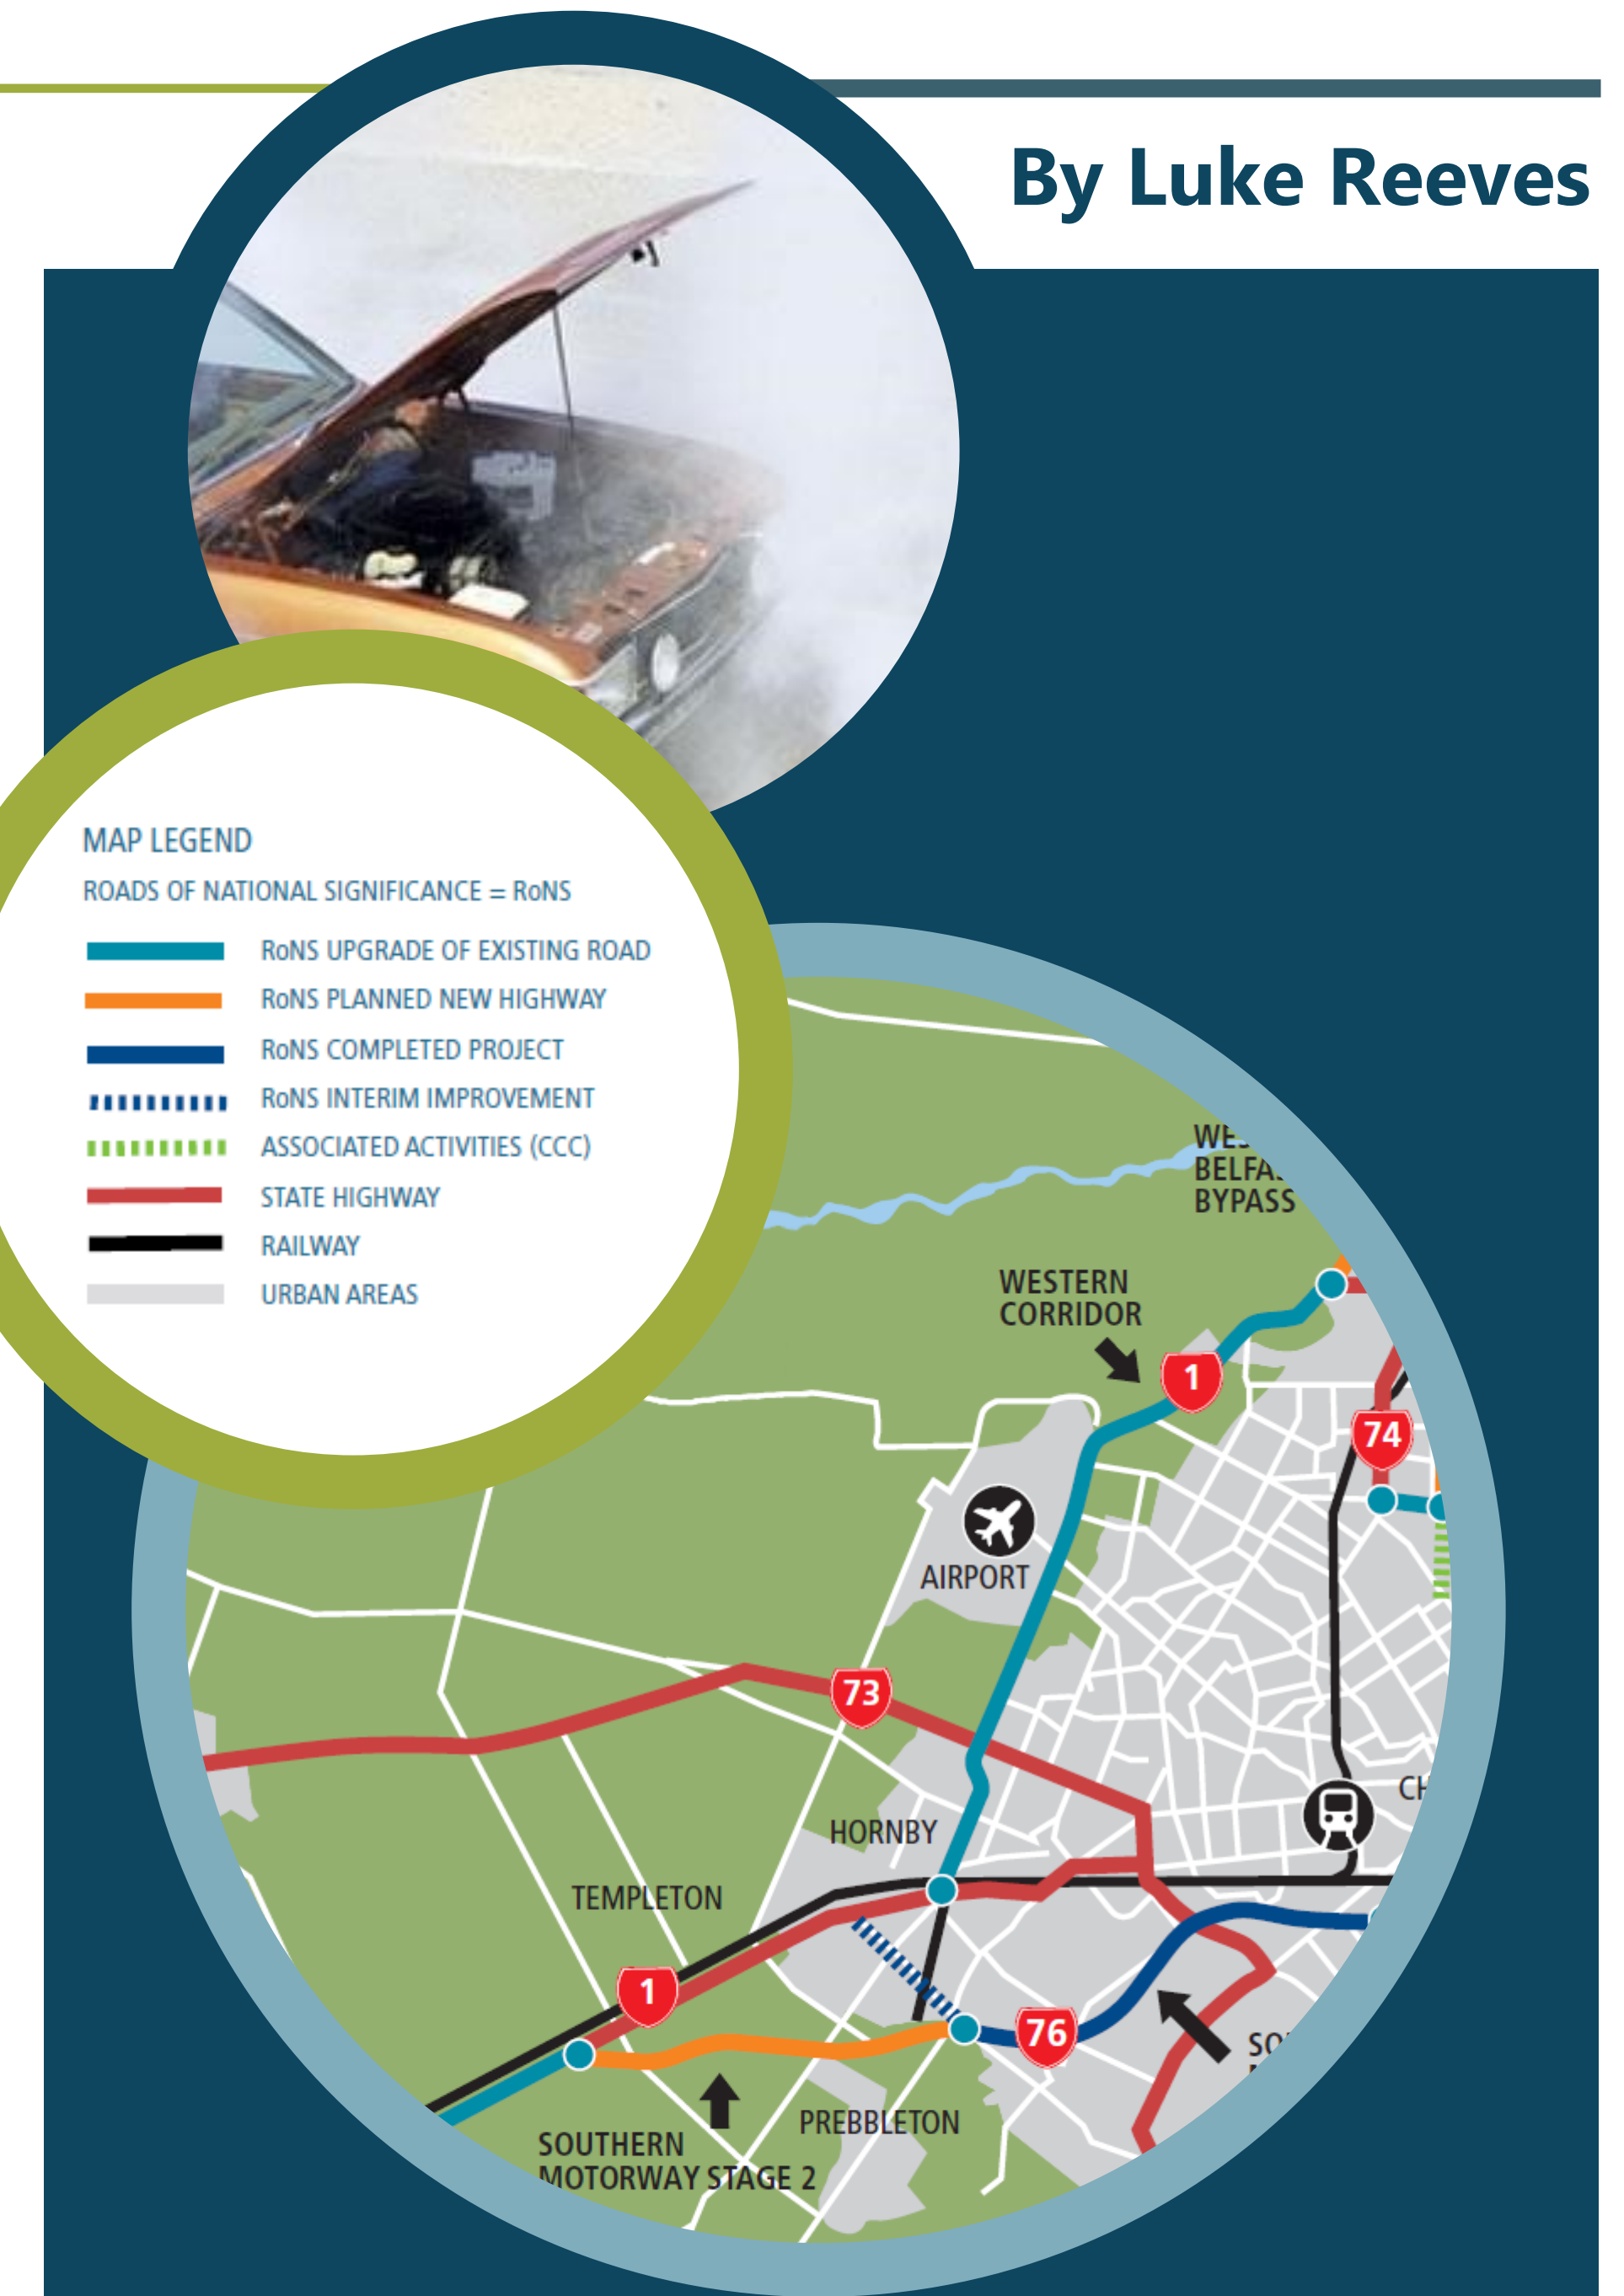 By Luke Reeves
MAP LEGEND
ROADS OF NATIONAL SIGNIFICANCE = RoNS
RoNS UPGRADE OF EXISTING ROAD
RoNS PLANNED NEW HIGHWAY
RoNS COMPLETED PROJECT
RoNS INTERIM IMPROVEMENT
ASSOCIATED ACTIVITIES (CCC)
STATE HIGHWAY
RAILWAY
URBAN AREAS
BYPASS
WESTERN
CORRIDOR
1
74
AIRPORT
73
HORNBY
TEMPLETON
1
76
PREBBLETON
SOUTHERN
MOTORWAY STAGE 2